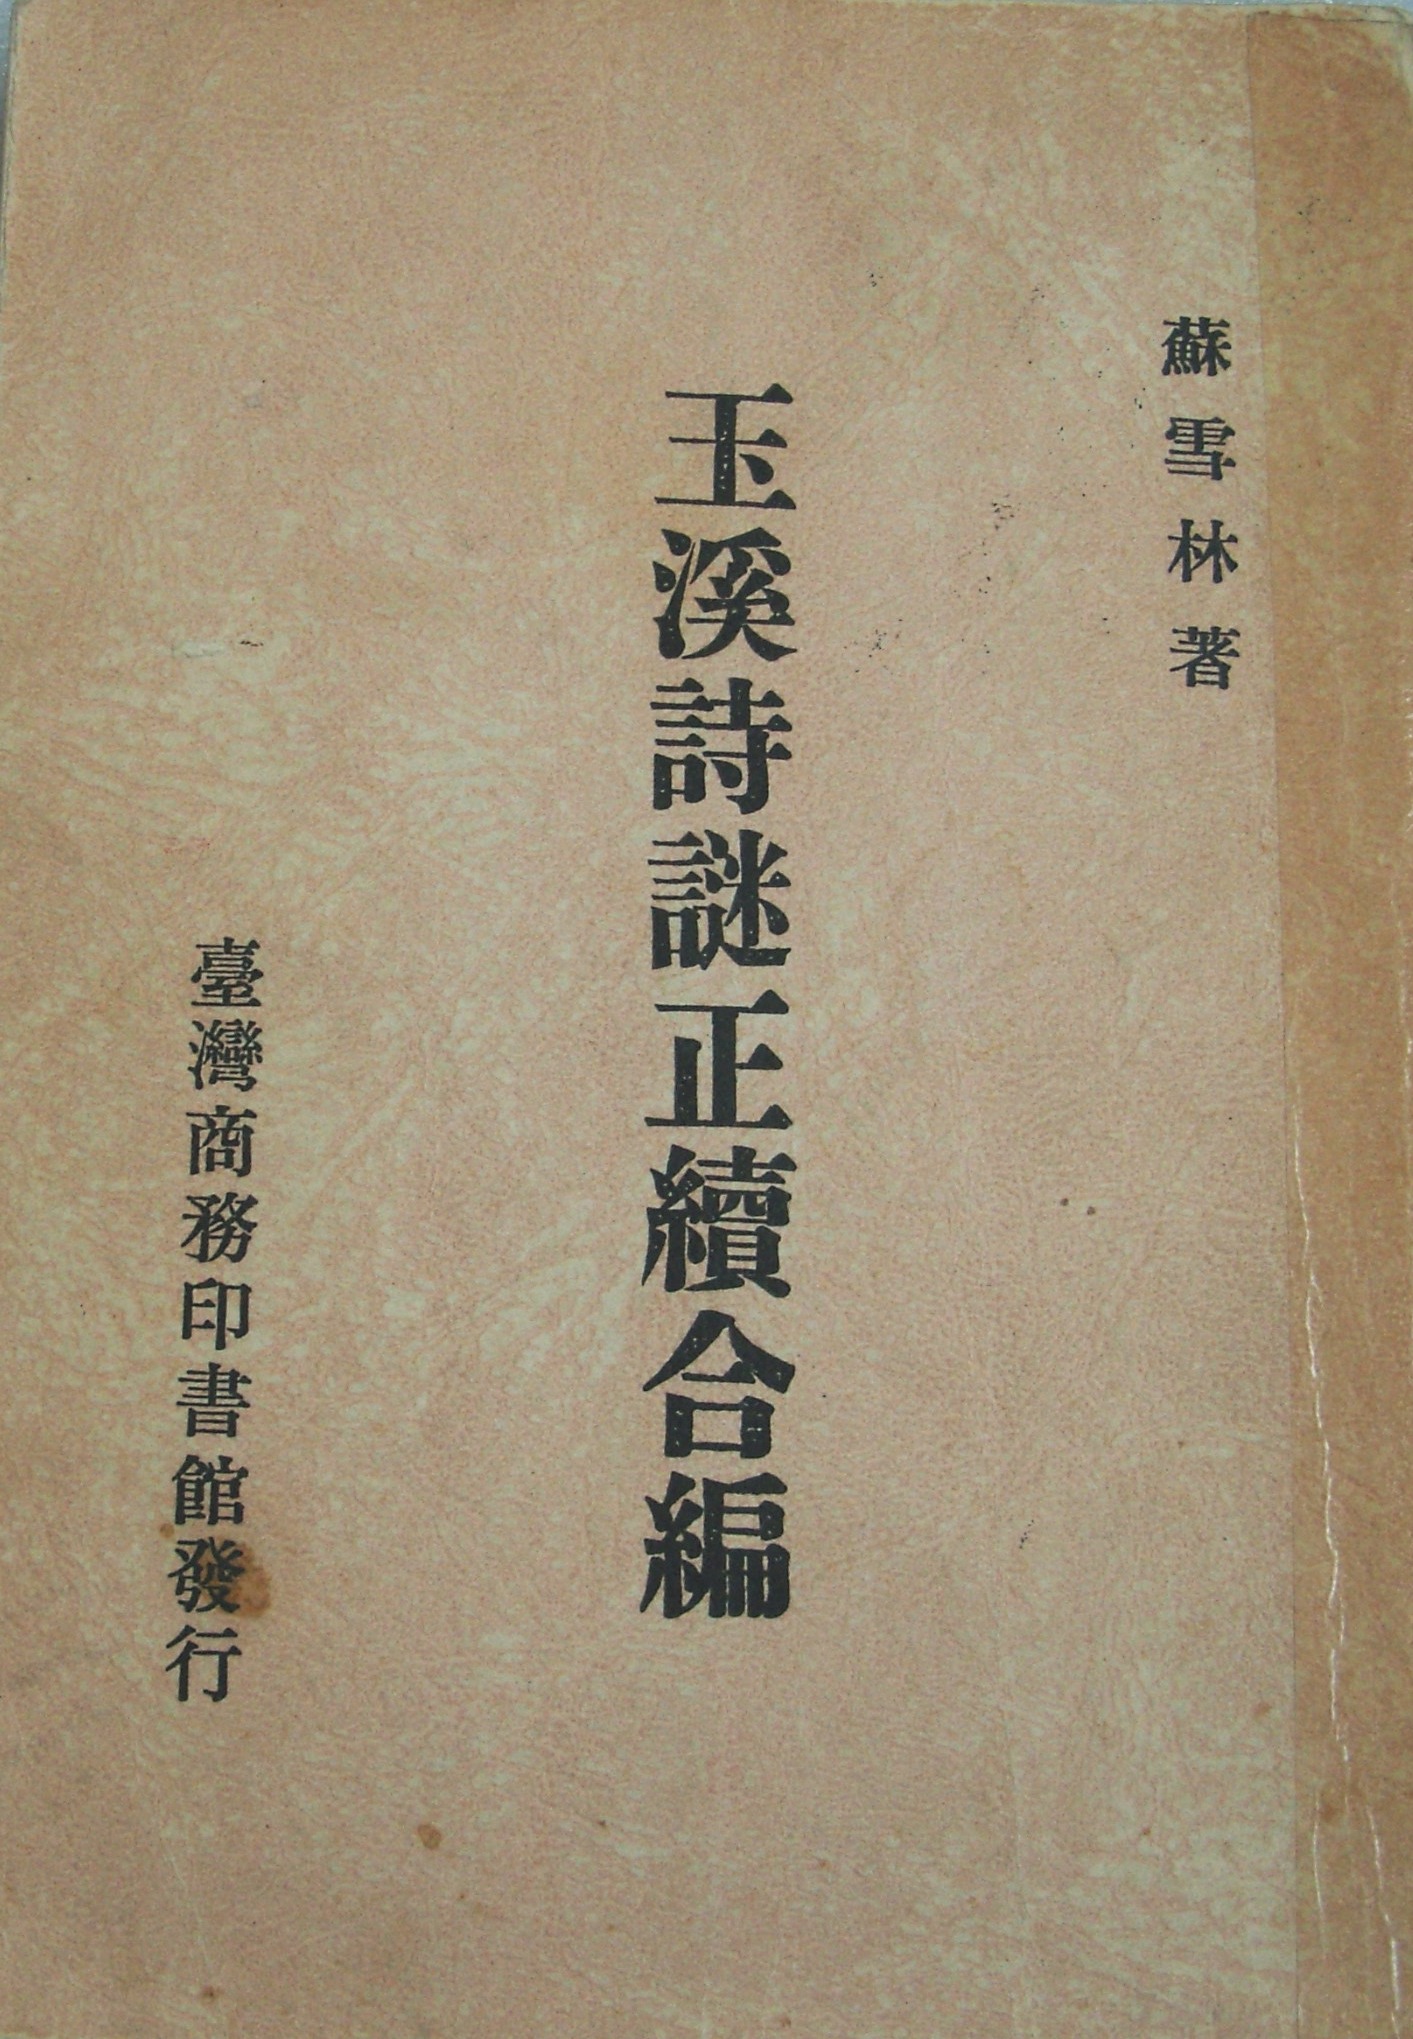 蘇雪林著
玉溪詩謎正續合編
臺灣商務印書館發行